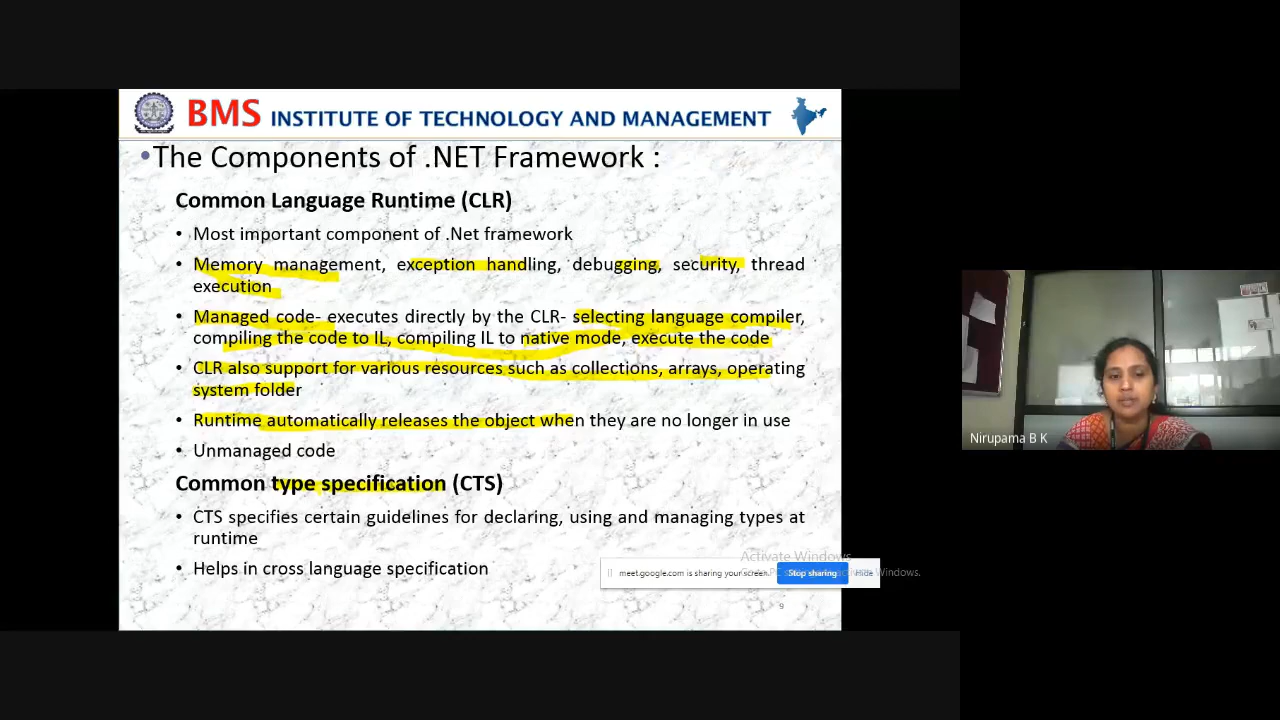 BMS INSTITUTE OF TECHNOLOGY AND MANAGEMENT
•The Components of .NET Framework :
Common Language Runtime (CLR)
• Most important component of .Net framework
• Memory management, exception handling, debugging, security, thread
execution
• Managed code- executes directly by the CLR- selecting language compiler,
compiling the code to IL, compiling IL to native mode, execute the code
• CLR also support for various resources such as collections, arrays, operating
system folder
• Runtime automatically releases the object when they are no longer in use
• Unmanaged code
Common type specification (CTS)
• CTS specifies certain guidelines for declaring, using and managing types at
runtime
• Helps in cross language specification
Activate Windows
meet.google.com is sharing your screen. Stop sharing Hide
Windows.
9
Nirupama B K